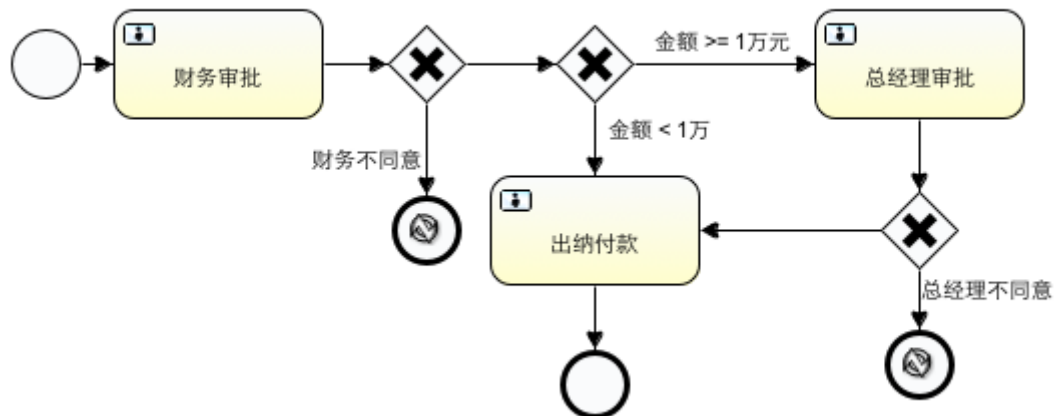 金额 >= 1万元
财务审批
总经理审批
金额 < 1万
财务不同意
出纳付款
总经理不同意